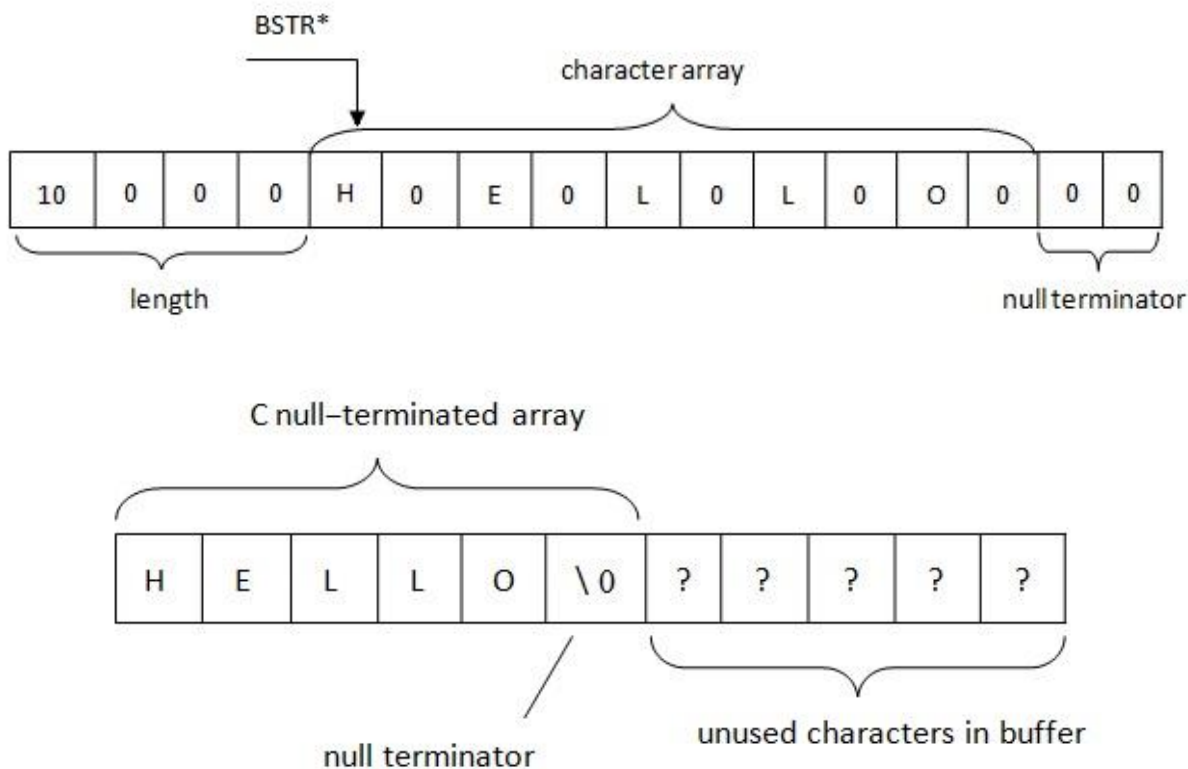 BSTR*
character array
10 0 0 0 H 0 E 0 L 0 L 0 O 0 0 0
length
null terminator
C null–terminated array
H E L L O \0 ? ? ? ? ?
unused characters in buffer
null terminator